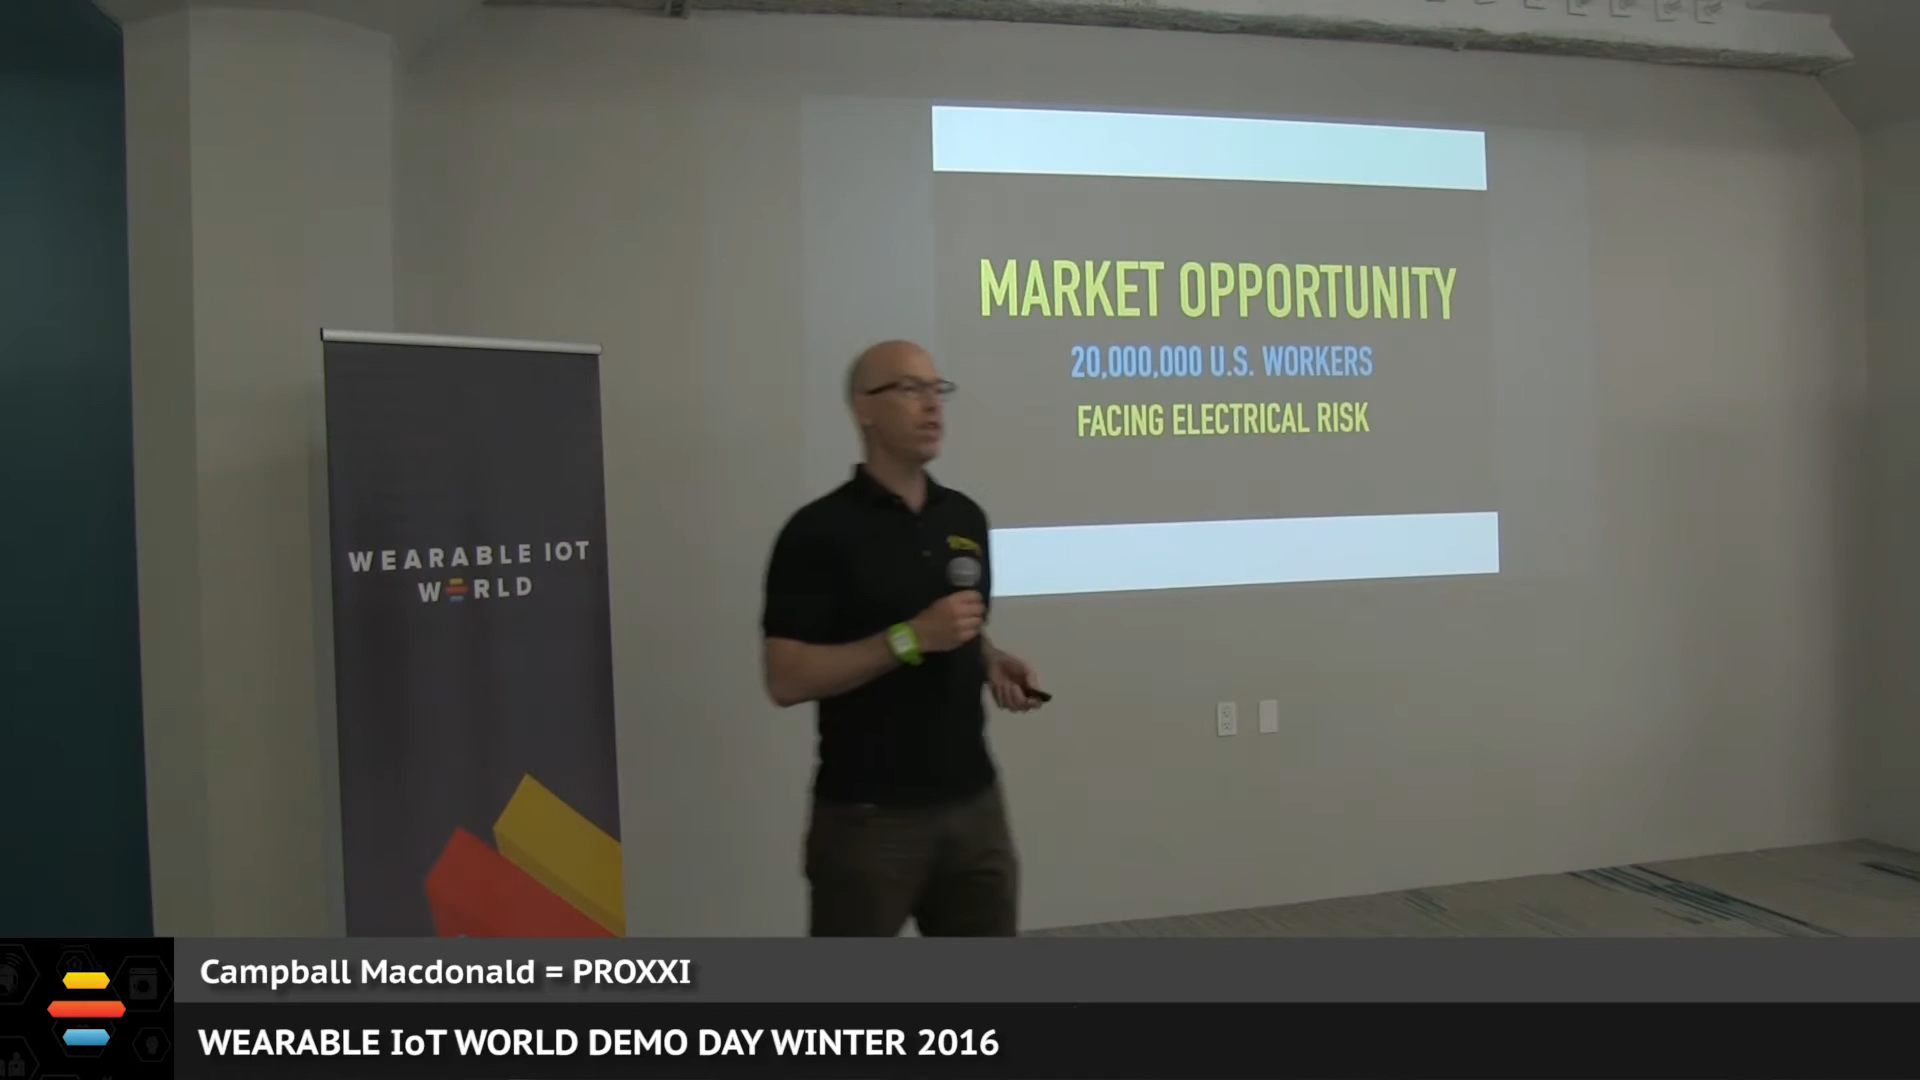 MARKET OPPORTUNITY
20,000,000 U.S. WORKERS
FACING ELECTRICAL RISK
WEARABLE IOT
WORLD
Campball Macdonald = PROXXI
WEARABLE IoT WORLD DEMO DAY WINTER 2016